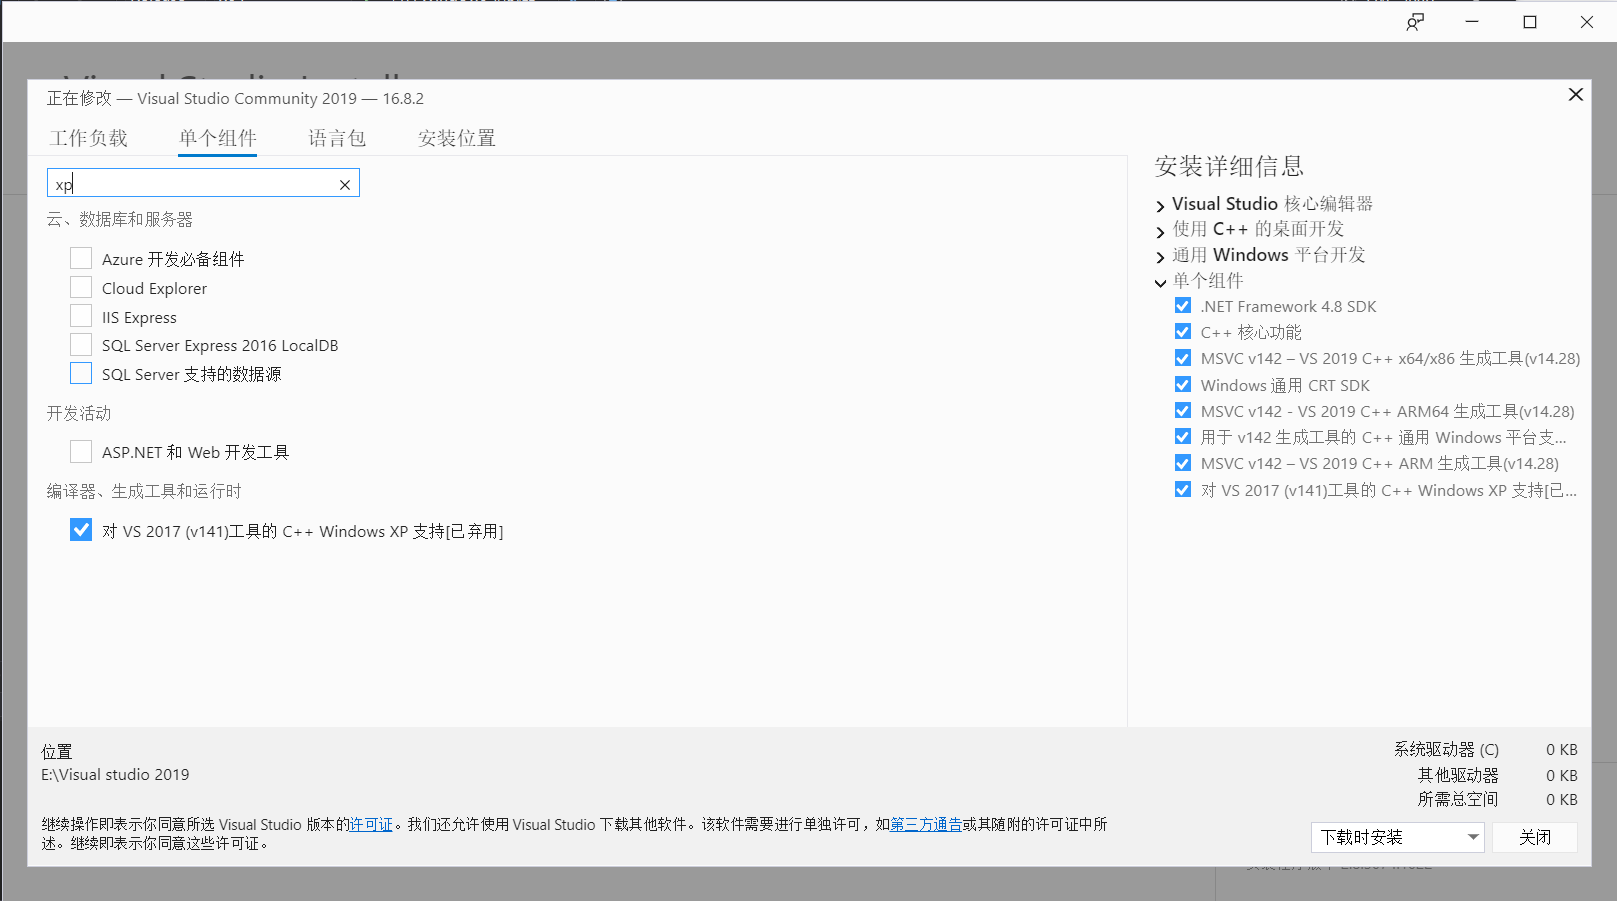 正在修改 — Visual Studio Community 2019 — 16.8.2
工作负载 单个组件 语言包 安装位置
xp
云、数据库和服务器
Azure 开发必备组件
Cloud Explorer
IIS Express
SQL Server Express 2016 LocalDB
SQL Server 支持的数据源
开发活动
ASP.NET 和 Web 开发工具
编译器、生成工具和运行时
对 VS 2017 (v141)工具的 C++ Windows XP 支持[已弃用]
安装详细信息
Visual Studio 核心编辑器
使用 C++ 的桌面开发
通用 Windows 平台开发
单个组件
.NET Framework 4.8 SDK
C++ 核心功能
MSVC v142 – VS 2019 C++ x64/x86 生成工具(v14.28)
Windows 通用 CRT SDK
MSVC v142 - VS 2019 C++ ARM64 生成工具(v14.28)
用于 v142 生成工具的 C++ 通用 Windows 平台支...
MSVC v142 – VS 2019 C++ ARM 生成工具(v14.28)
对 VS 2017 (v141)工具的 C++ Windows XP 支持[已...
位置
E:\Visual studio 2019
系统驱动器 (C) 0 KB
其他驱动器 0 KB
所需总空间 0 KB
继续操作即表示你同意所选 Visual Studio 版本的许可证。我们还允许使用 Visual Studio 下载其他软件。该软件需要进行单独许可，如第三方通告或其随附的许可证中所
述。继续即表示你同意这些许可证。
下载时安装 关闭